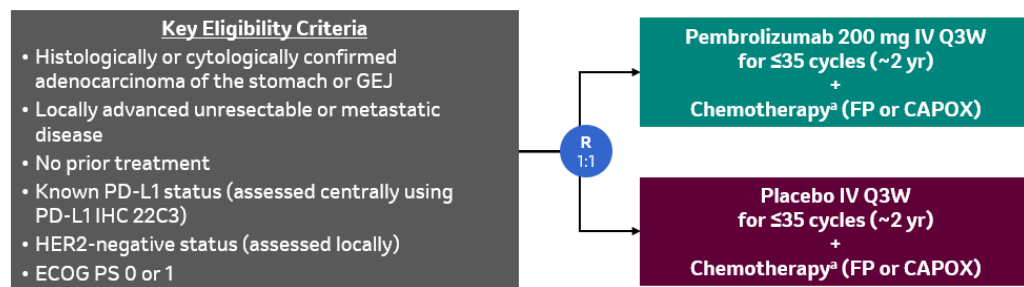 Key Eligibility Criteria
• Histologically or cytologically confirmed
adenocarcinoma of the stomach or GEJ
• Locally advanced unresectable or metastatic
disease
• No prior treatment
• Known PD-L1 status (assessed centrally using
PD-L1 IHC 22C3)
• HER2-negative status (assessed locally)
• ECOG PS 0 or 1
R
1:1
Pembrolizumab 200 mg IV Q3W
for ≤35 cycles (~2 yr)
+
Chemotherapyᵃ (FP or CAPOX)
Placebo IV Q3W
for ≤35 cycles (~2 yr)
+
Chemotherapyᵃ (FP or CAPOX)